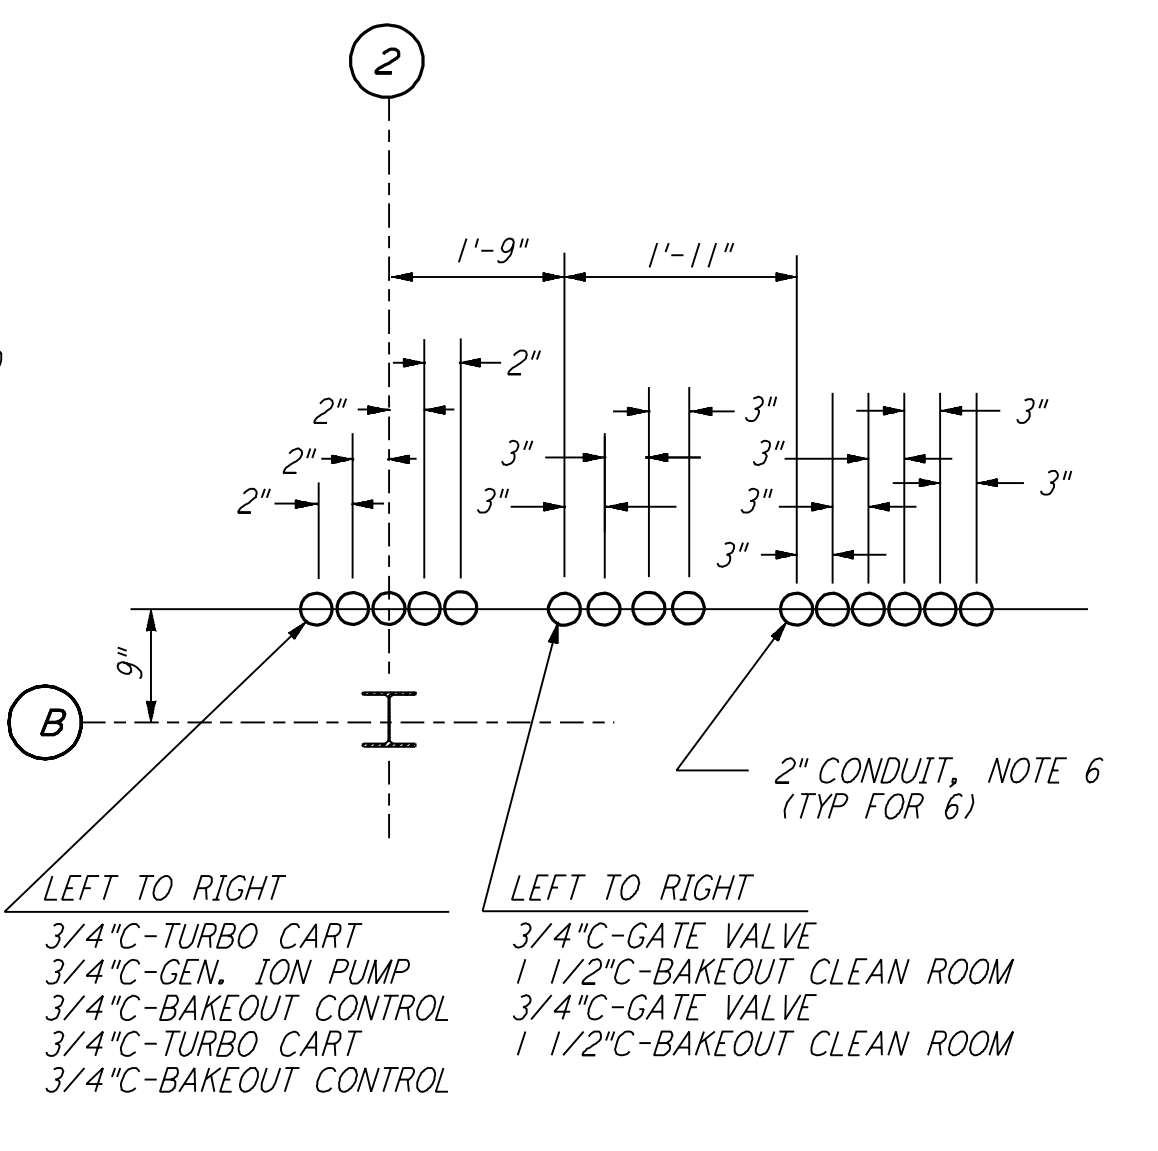 2
1'-9" 1'-11"
2"
2" 3" 3"
2" 3" 3"
3"
2" 3" 3"
3"
9"
B
2" CONDUIT, NOTE 6
(TYP FOR 6)
LEFT TO RIGHT
3/4"C-TURBO CART
3/4"C-GEN. ION PUMP
3/4"C-BAKEOUT CONTROL
3/4"C-TURBO CART
3/4"C-BAKEOUT CONTROL
LEFT TO RIGHT
3/4"C-GATE VALVE
1 1/2"C-BAKEOUT CLEAN ROOM
3/4"C-GATE VALVE
1 1/2"C-BAKEOUT CLEAN ROOM